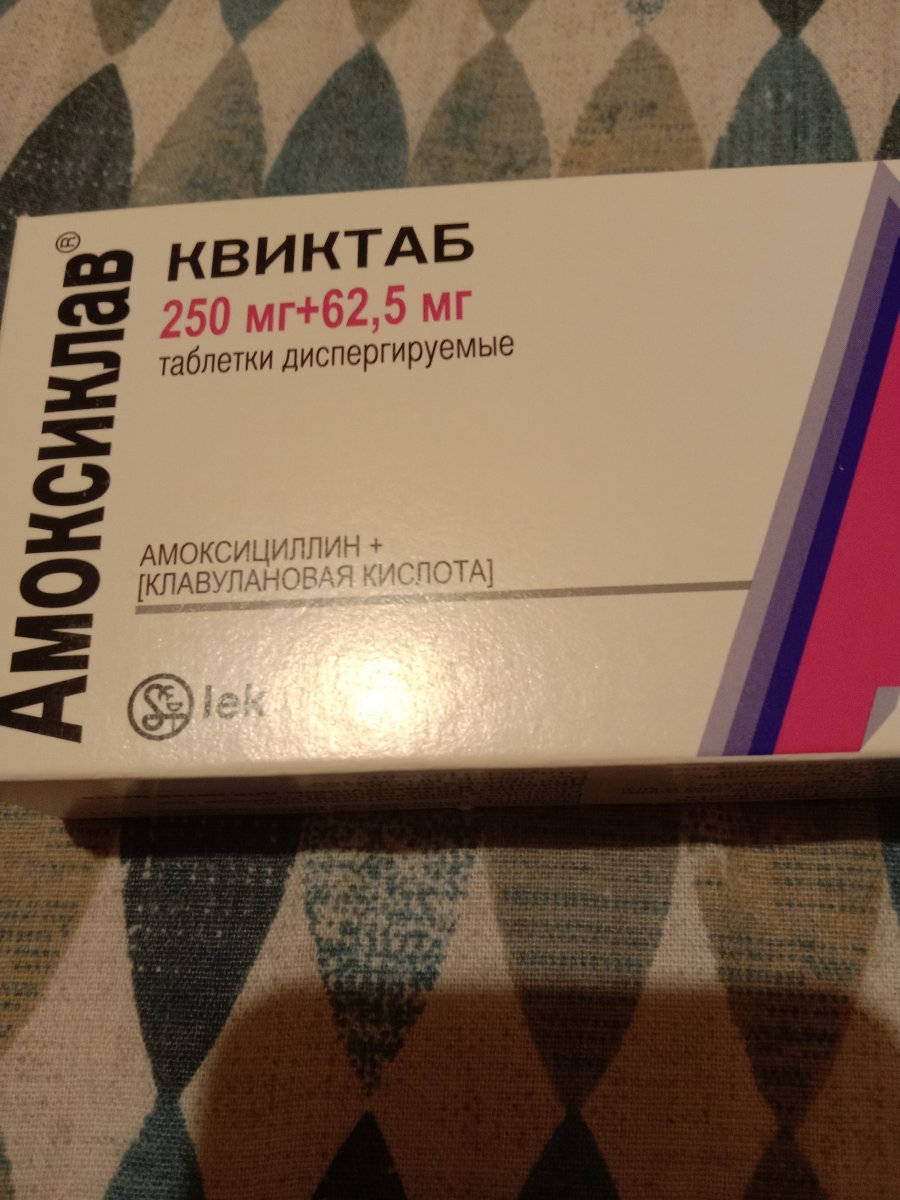 Амоксиклав®
КВИКТАБ
250 мг+62,5 мг
таблетки диспергируемые
АМОКСИЦИЛЛИН +
[КЛАВУЛАНОВАЯ КИСЛОТА]
lek